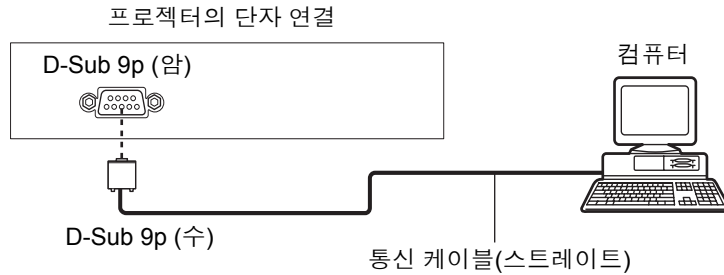 프로젝터의 단자 연결
D-Sub 9p (암)
컴퓨터
D-Sub 9p (수)
통신 케이블(스트레이트)